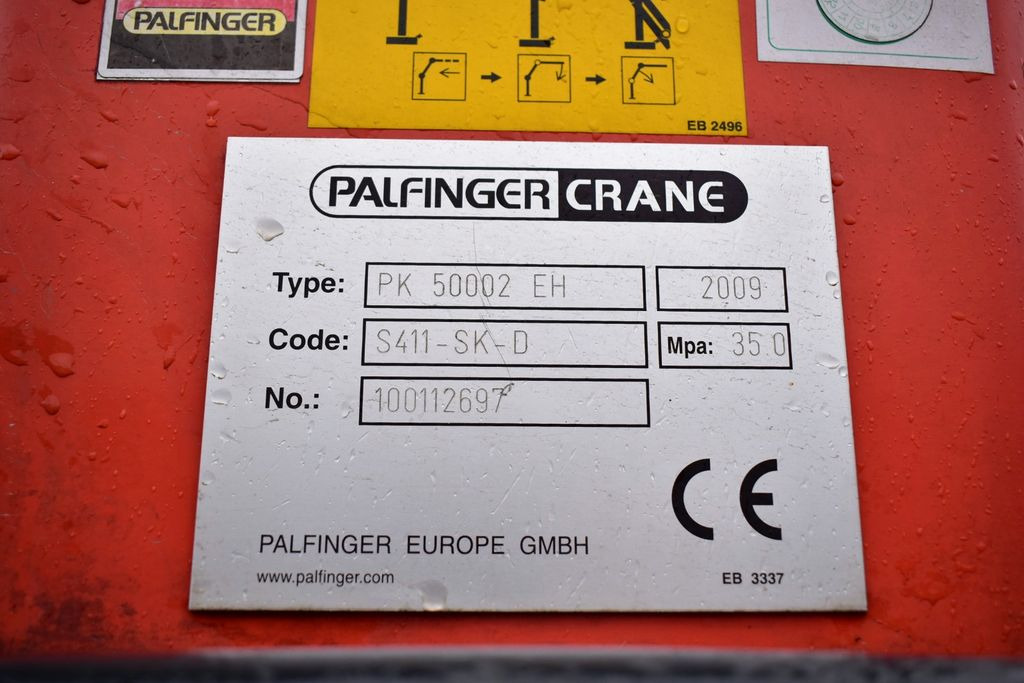 PALFINGER
EB 2496
PALFINGER CRANE
Type: PK 50002 EH 2009
Code: S411-SK-D Mpa: 35.0
No.: 100112697
CE
PALFINGER EUROPE GMBH
www.palfinger.com
EB 3337